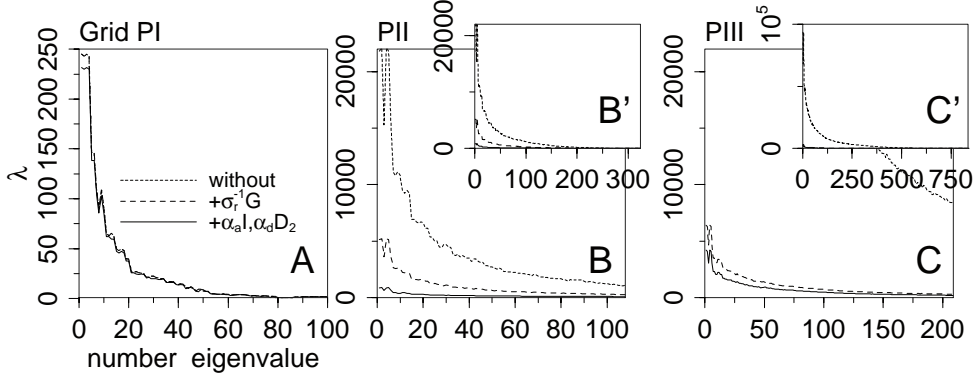 Grid PI
250
200
150
100
50
0
λ
without
+σᵣ⁻¹G
+αₐI,α_dD₂
A
0 20 40 60 80 100
number eigenvalue
PII
20000
10000
0
B
0 20 40 60 80 100
20000
0
B’
0 100 200 300
PIII
20000
10000
0
C
0 50 100 150 200
10⁵
0
C’
0 250 500 750